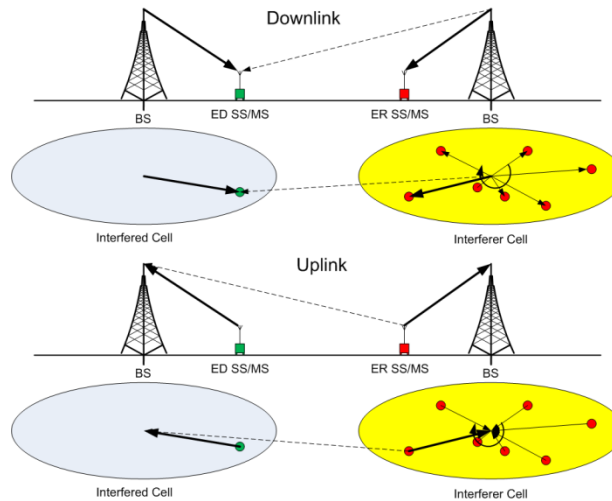 Downlink
BS
ED SS/MS
ER SS/MS
BS
Interfered Cell
Interferer Cell
Uplink
BS
ED SS/MS
ER SS/MS
BS
Interfered Cell
Interferer Cell